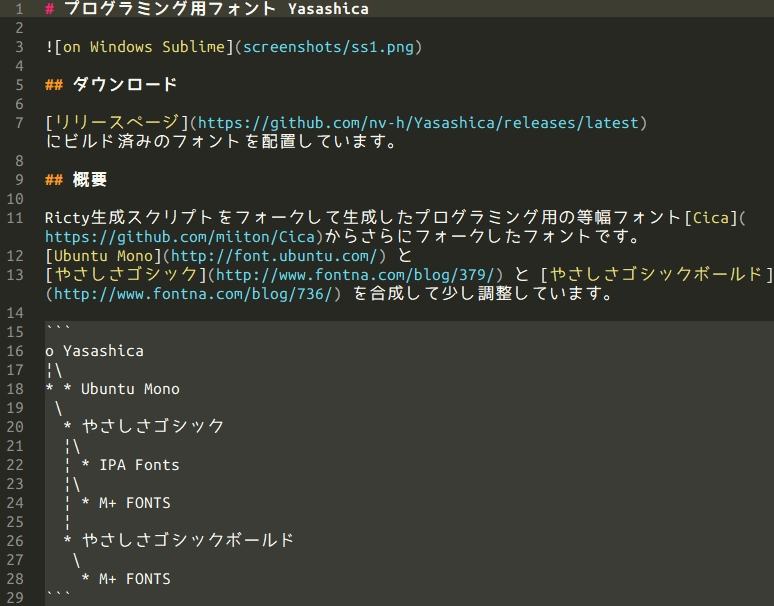 1 # プログラミング用フォント Yasashica
2
3 ![on Windows Sublime](screenshots/ss1.png)
4
5 ## ダウンロード
6
7 [リリースページ](https://github.com/nv-h/Yasashica/releases/latest)
にビルド済みのフォントを配置しています。
8
9 ## 概要
10
11 Ricty生成スクリプトをフォークして生成したプログラミング用の等幅フォント[Cica](
https://github.com/miiton/Cica)からさらにフォークしたフォントです。
12 [Ubuntu Mono](http://font.ubuntu.com/) と
13 [やさしさゴシック](http://www.fontna.com/blog/379/) と [やさしさゴシックボールド]
(http://www.fontna.com/blog/736/) を合成して少し調整しています。
14
15 ```
16 o Yasashica
17 ¦\
18 * * Ubuntu Mono
19  \
20   * やさしさゴシック
21   ¦\
22   ¦ * IPA Fonts
23   ¦\
24   ¦ * M+ FONTS
25   ¦
26   * やさしさゴシックボールド
27    \
28     * M+ FONTS
29 ```